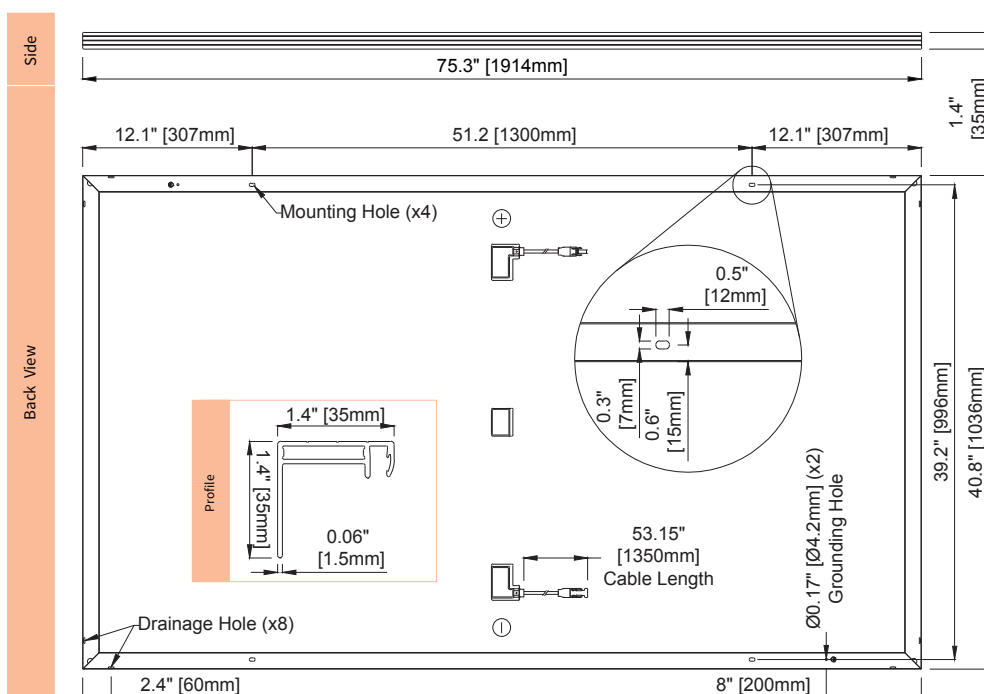 Side
75.3" [1914mm]
1.4"
[35mm]
12.1" [307mm]
51.2 [1300mm]
12.1" [307mm]
Back View
Mounting Hole (x4)
0.5"
[12mm]
0.3"
[7mm]
0.6"
[15mm]
39.2" [996mm]
40.8" [1036mm]
Profile
1.4" [35mm]
1.4"
[35mm]
0.06"
[1.5mm]
53.15"
[1350mm]
Cable Length
Ø0.17" [Ø4.2mm] (x2)
Grounding Hole
Drainage Hole (x8)
2.4" [60mm]
8" [200mm]